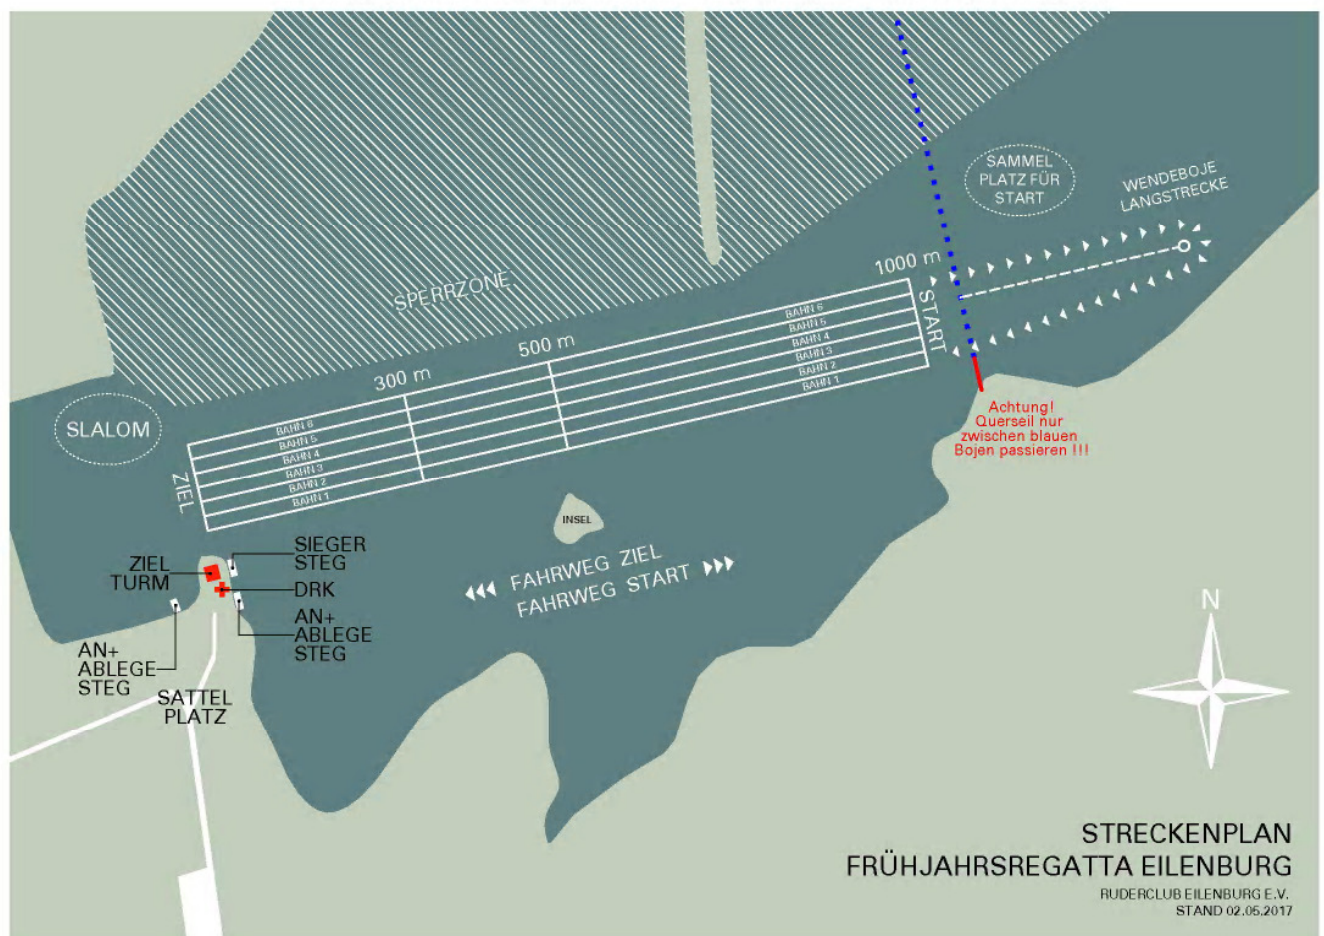 SAMMEL
PLATZ FÜR
START
WENDEBOJE
LANGSTRECKE
SPERRZONE
1000 m
START
500 m
300 m
BAHN 6
BAHN 5
BAHN 4
BAHN 3
BAHN 2
BAHN 1
SLALOM
BAHN 6
BAHN 5
BAHN 4
BAHN 3
BAHN 2
BAHN 1
ZIEL
Achtung!
Querseil nur
zwischen blauen
Bojen passieren !!!
INSEL
FAHRWEG ZIEL
FAHRWEG START
ZIEL
TURM
SIEGER
STEG
DRK
AN+
ABLEGE
STEG
AN+
ABLEGE
STEG
SATTEL
PLATZ
N
STRECKENPLAN
FRÜHJAHRSREGATTA EILENBURG
RUDERCLUB EILENBURG E.V.
STAND 02.05.2017